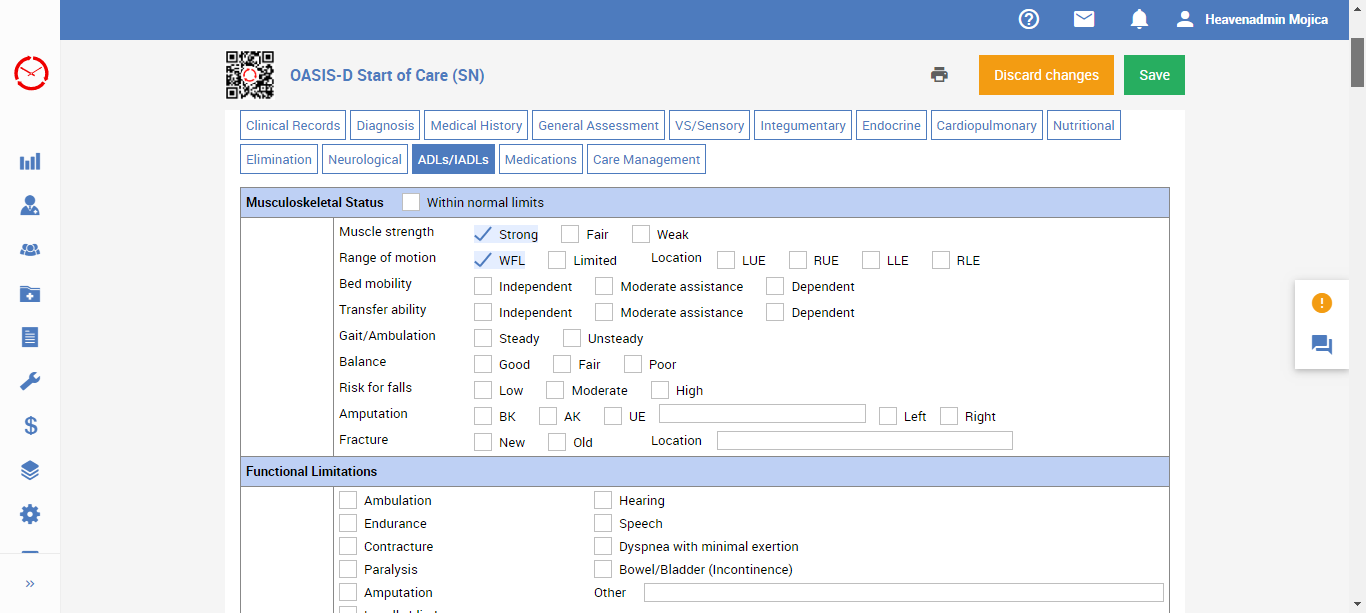 Heavenadmin Mojica
OASIS-D Start of Care (SN)
Discard changes
Save
Clinical Records Diagnosis Medical History General Assessment VS/Sensory Integumentary Endocrine Cardiopulmonary Nutritional
Elimination Neurological ADLs/IADLs Medications Care Management
Musculoskeletal Status Within normal limits
Muscle strength Strong Fair Weak
Range of motion WFL Limited Location LUE RUE LLE RLE
Bed mobility Independent Moderate assistance Dependent
Transfer ability Independent Moderate assistance Dependent
Gait/Ambulation Steady Unsteady
Balance Good Fair Poor
Risk for falls Low Moderate High
Amputation BK AK UE Left Right
Fracture New Old Location
Functional Limitations
Ambulation Hearing
Endurance Speech
Contracture Dyspnea with minimal exertion
Paralysis Bowel/Bladder (Incontinence)
Amputation Other